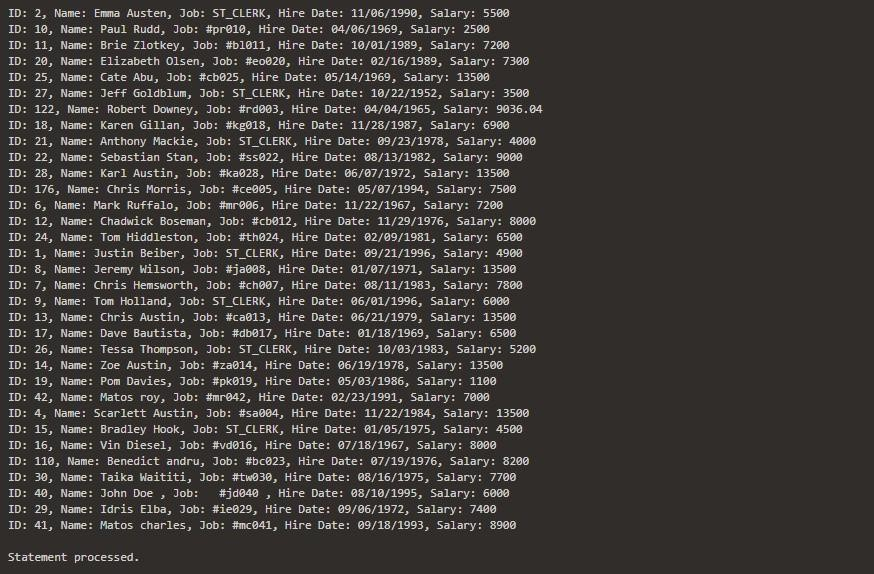 ID: 2, Name: Emma Austen, Job: ST_CLERK, Hire Date: 11/06/1990, Salary: 5500
ID: 10, Name: Paul Rudd, Job: #pr010, Hire Date: 04/06/1969, Salary: 2500
ID: 11, Name: Brie Zlotkey, Job: #bl011, Hire Date: 10/01/1989, Salary: 7200
ID: 20, Name: Elizabeth Olsen, Job: #eo020, Hire Date: 02/16/1989, Salary: 7300
ID: 25, Name: Cate Abu, Job: #cb025, Hire Date: 05/14/1969, Salary: 13500
ID: 27, Name: Jeff Goldblum, Job: ST_CLERK, Hire Date: 10/22/1952, Salary: 3500
ID: 122, Name: Robert Downey, Job: #rd003, Hire Date: 04/04/1965, Salary: 9036.04
ID: 18, Name: Karen Gillan, Job: #kg018, Hire Date: 11/28/1987, Salary: 6900
ID: 21, Name: Anthony Mackie, Job: ST_CLERK, Hire Date: 09/23/1978, Salary: 4000
ID: 22, Name: Sebastian Stan, Job: #ss022, Hire Date: 08/13/1982, Salary: 9000
ID: 28, Name: Karl Austin, Job: #ka028, Hire Date: 06/07/1972, Salary: 13500
ID: 176, Name: Chris Morris, Job: #ce005, Hire Date: 05/07/1994, Salary: 7500
ID: 6, Name: Mark Ruffalo, Job: #mr006, Hire Date: 11/22/1967, Salary: 7200
ID: 12, Name: Chadwick Boseman, Job: #cb012, Hire Date: 11/29/1976, Salary: 8000
ID: 24, Name: Tom Hiddleston, Job: #th024, Hire Date: 02/09/1981, Salary: 6500
ID: 1, Name: Justin Beiber, Job: ST_CLERK, Hire Date: 09/21/1996, Salary: 4900
ID: 8, Name: Jeremy Wilson, Job: #ja008, Hire Date: 01/07/1971, Salary: 13500
ID: 7, Name: Chris Hemsworth, Job: #ch007, Hire Date: 08/11/1983, Salary: 7800
ID: 9, Name: Tom Holland, Job: ST_CLERK, Hire Date: 06/01/1996, Salary: 6000
ID: 13, Name: Chris Austin, Job: #ca013, Hire Date: 06/21/1979, Salary: 13500
ID: 17, Name: Dave Bautista, Job: #db017, Hire Date: 01/18/1969, Salary: 6500
ID: 26, Name: Tessa Thompson, Job: ST_CLERK, Hire Date: 10/03/1983, Salary: 5200
ID: 14, Name: Zoe Austin, Job: #za014, Hire Date: 06/19/1978, Salary: 13500
ID: 19, Name: Pom Davies, Job: #pk019, Hire Date: 05/03/1986, Salary: 1100
ID: 42, Name: Matos roy, Job: #mr042, Hire Date: 02/23/1991, Salary: 7000
ID: 4, Name: Scarlett Austin, Job: #sa004, Hire Date: 11/22/1984, Salary: 13500
ID: 15, Name: Bradley Hook, Job: ST_CLERK, Hire Date: 01/05/1975, Salary: 4500
ID: 16, Name: Vin Diesel, Job: #vd016, Hire Date: 07/18/1967, Salary: 8000
ID: 110, Name: Benedict andru, Job: #bc023, Hire Date: 07/19/1976, Salary: 8200
ID: 30, Name: Taika Waititi, Job: #tw030, Hire Date: 08/16/1975, Salary: 7700
ID: 40, Name: John Doe , Job:   #jd040 , Hire Date: 08/10/1995, Salary: 6000
ID: 29, Name: Idris Elba, Job: #ie029, Hire Date: 09/06/1972, Salary: 7400
ID: 41, Name: Matos charles, Job: #mc041, Hire Date: 09/18/1993, Salary: 8900
Statement processed.